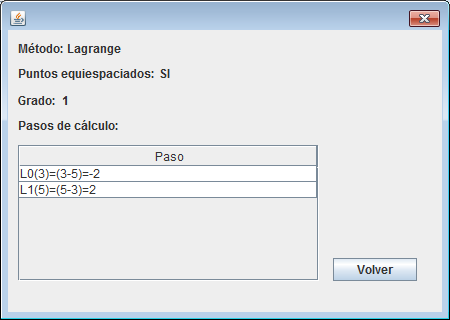 Método: Lagrange
Puntos equiespaciados: SI
Grado: 1
Pasos de cálculo:
Paso
L0(3)=(3-5)=-2
L1(5)=(5-3)=2
Volver